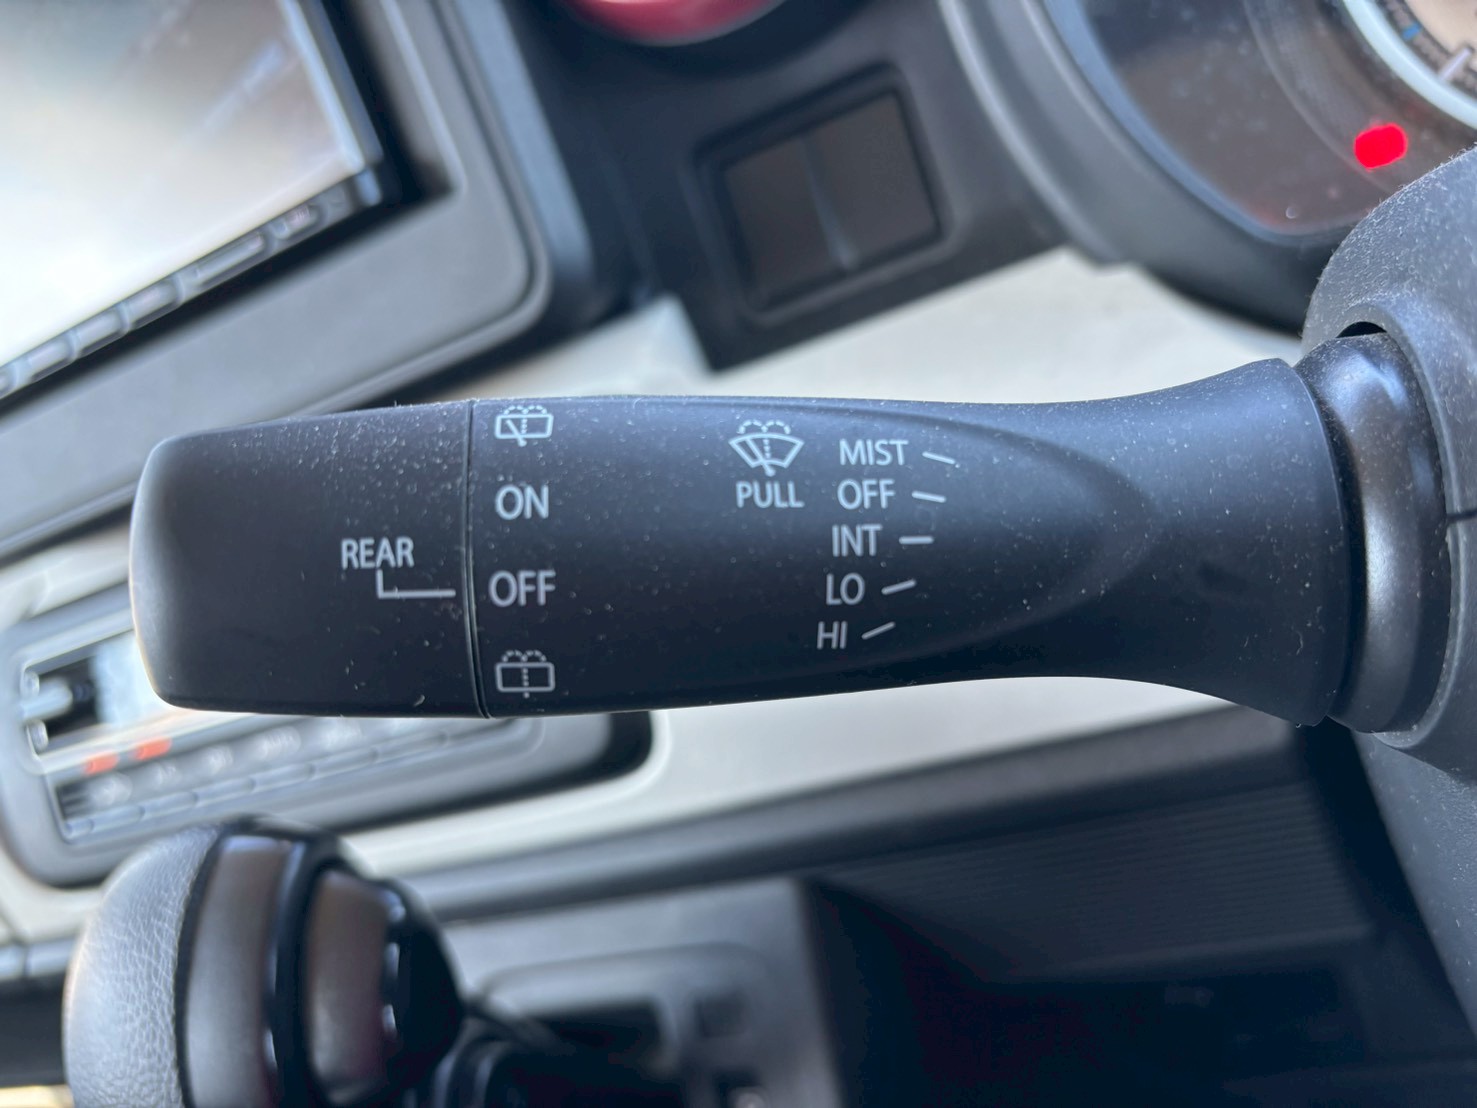 REAR
ON
OFF
PULL
MIST
OFF
INT
LO
HI